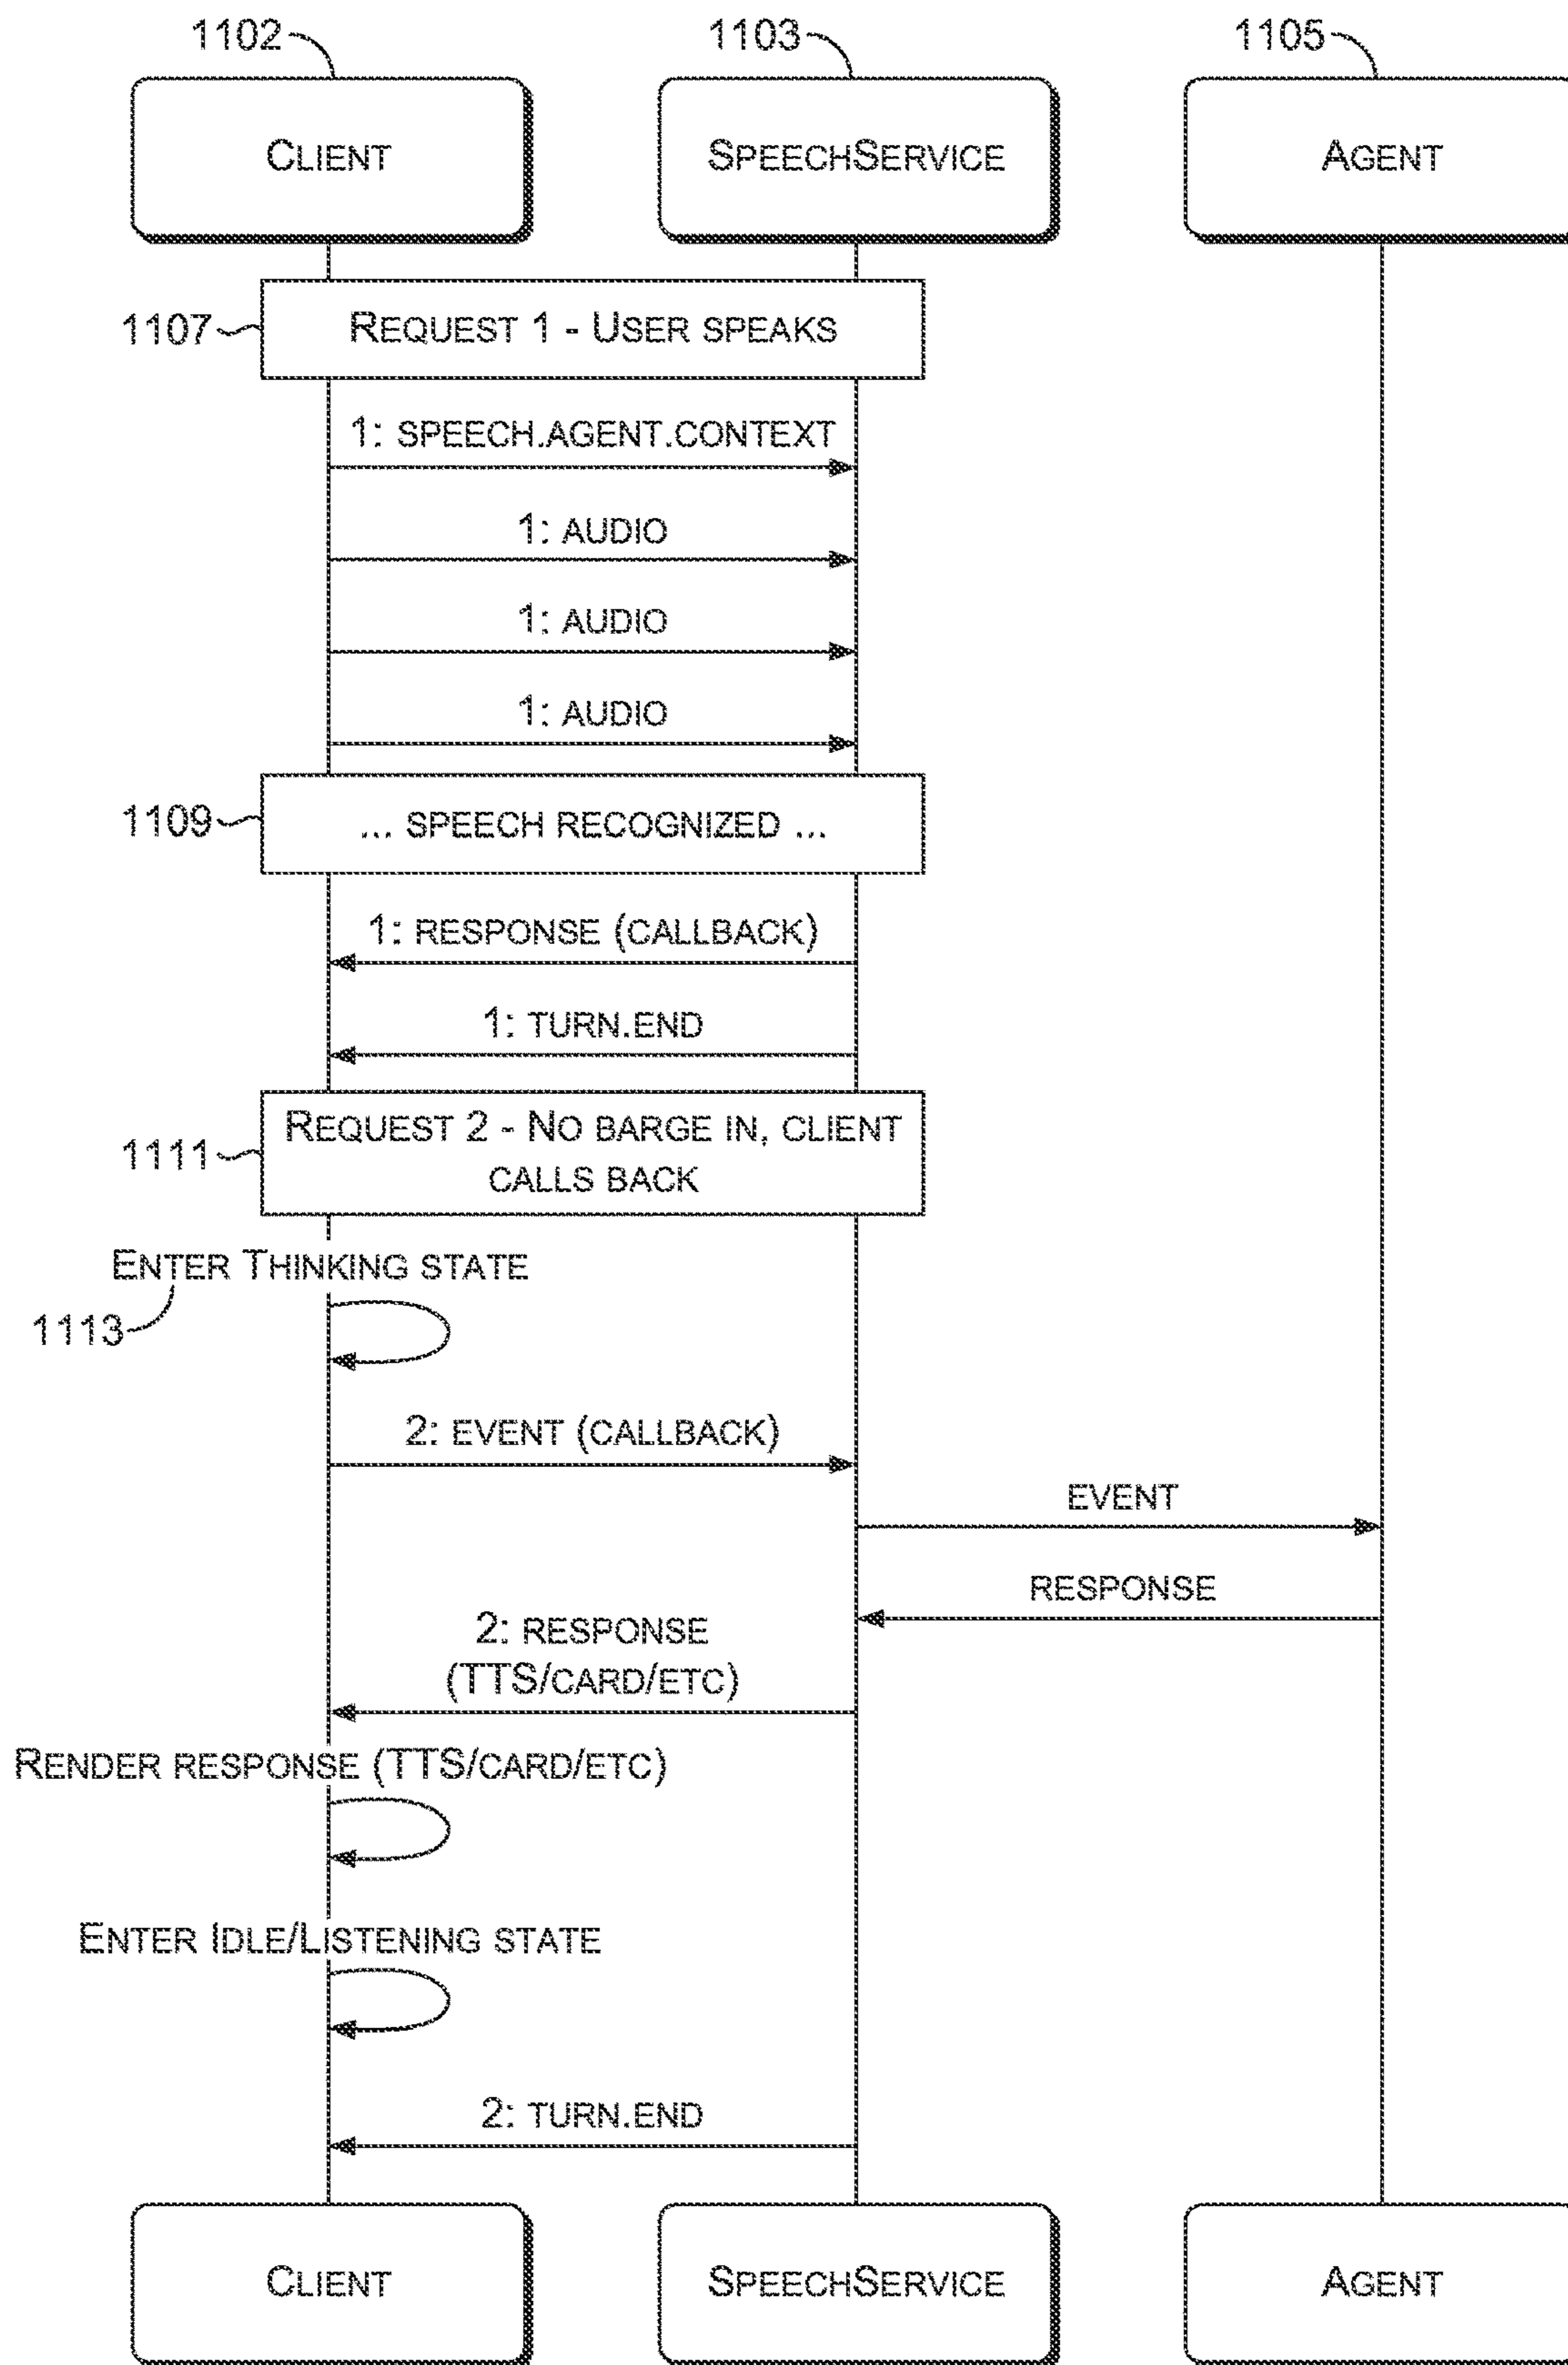 1102
1103
1105
CLIENT
SPEECHSERVICE
AGENT
1107
REQUEST 1 - USER SPEAKS
1: SPEECH.AGENT.CONTEXT
1: AUDIO
1: AUDIO
1: AUDIO
1109
... SPEECH RECOGNIZED ...
1: RESPONSE (CALLBACK)
1: TURN.END
1111
REQUEST 2 - NO BARGE IN, CLIENT
CALLS BACK
ENTER THINKING STATE
1113
2: EVENT (CALLBACK)
EVENT
RESPONSE
2: RESPONSE
(TTS/CARD/ETC)
RENDER RESPONSE (TTS/CARD/ETC)
ENTER IDLE/LISTENING STATE
2: TURN.END
CLIENT
SPEECHSERVICE
AGENT